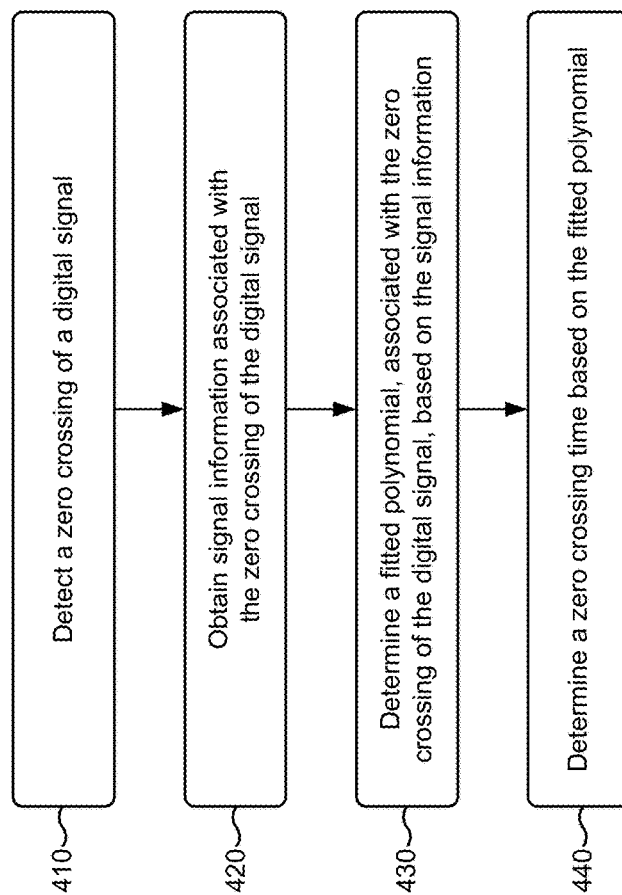 410
Detect a zero crossing of a digital signal
420
Obtain signal information associated with
the zero crossing of the digital signal
430
Determine a fitted polynomial, associated with the zero
crossing of the digital signal, based on the signal information
440
Determine a zero crossing time based on the fitted polynomial